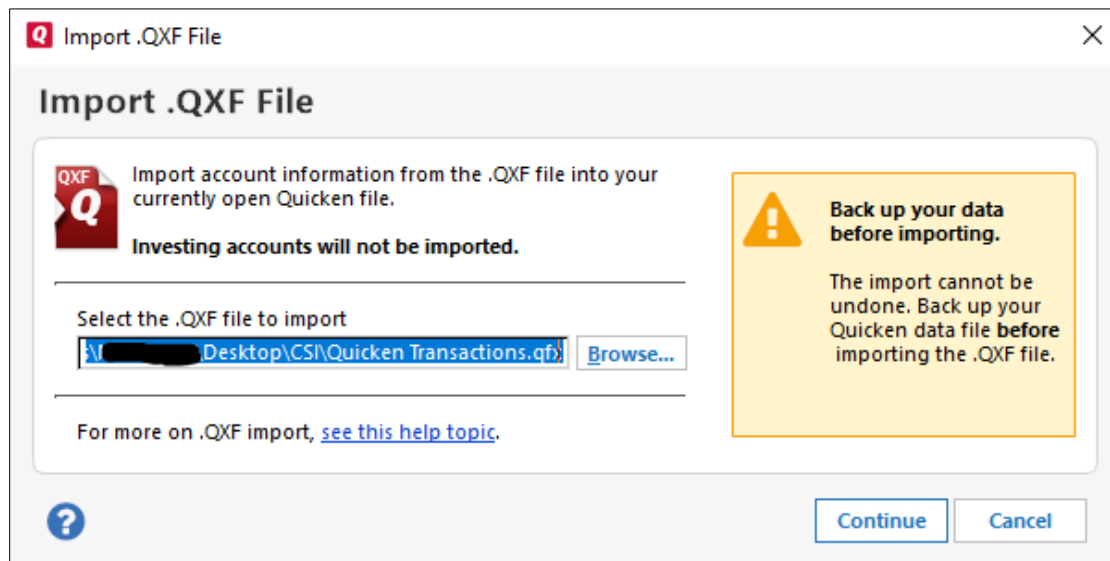 Import .QXF File
Import .QXF File
QXF
Q
Import account information from the .QXF file into your
currently open Quicken file.
Investing accounts will not be imported.
Select the .QXF file to import
:\ Desktop\CSI\Quicken Transactions.qfx
Browse...
For more on .QXF import, see this help topic.
Back up your data
before importing.
The import cannot be
undone. Back up your
Quicken data file before
importing the .QXF file.
?
Continue
Cancel